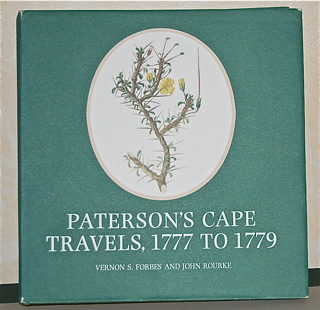 PATERSON'S CAPE
TRAVELS, 1777 TO 1779
VERNON S. FORBES AND JOHN ROURKE